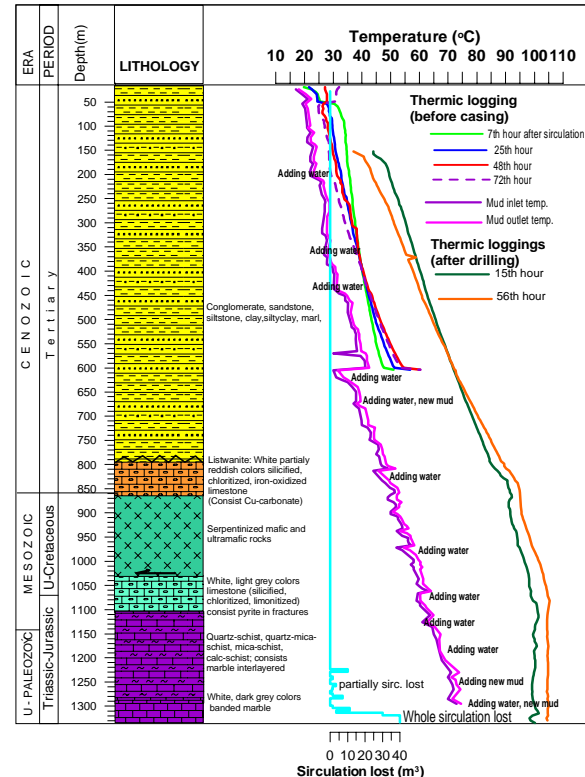 ERA
PERIOD
Depth(m)
LITHOLOGY
Temperature (oC)
10 20 30 40 50 60 70 80 90 100 110
CENOZOIC
Tertiary
MESOZOIC
U-Cretaceous
U - PALEOZOYC
Triassic-Jurassic
50
100
150
200
250
300
350
400
450
500
550
600
650
700
750
800
850
900
950
1000
1050
1100
1150
1200
1250
1300
Thermic logging
(before casing)
7th hour after sirculation
25th hour
48th hour
72th hour
Mud inlet temp.
Mud outlet temp.
Thermic loggings
(after drilling)
15th hour
56th hour
Adding water
Adding water
Adding water
Conglomerate, sandstone,
siltstone, clay,siltyclay, marl,
Adding water
Adding water, new mud
Listwanite: White partialy
reddish colors silicified,
chloritized, iron-oxidized
limestone
(Consist Cu-carbonate)
Adding water
Serpentinized mafic and
ultramafic rocks
Adding water
White, light grey colors
limestone (silicified,
chloritized, limonitized)
consist pyrite in fractures
Adding water
Quartz-schist, quartz-mica-
schist, mica-schist,
calc-schist; consists
marble interlayered
Adding water
Adding water
partially sirc. lost
Adding new mud
White, dark grey colors
banded marble
Adding water, new mud
Whole sirculation lost
0 10 20 30 40
Sirculation lost (m³)